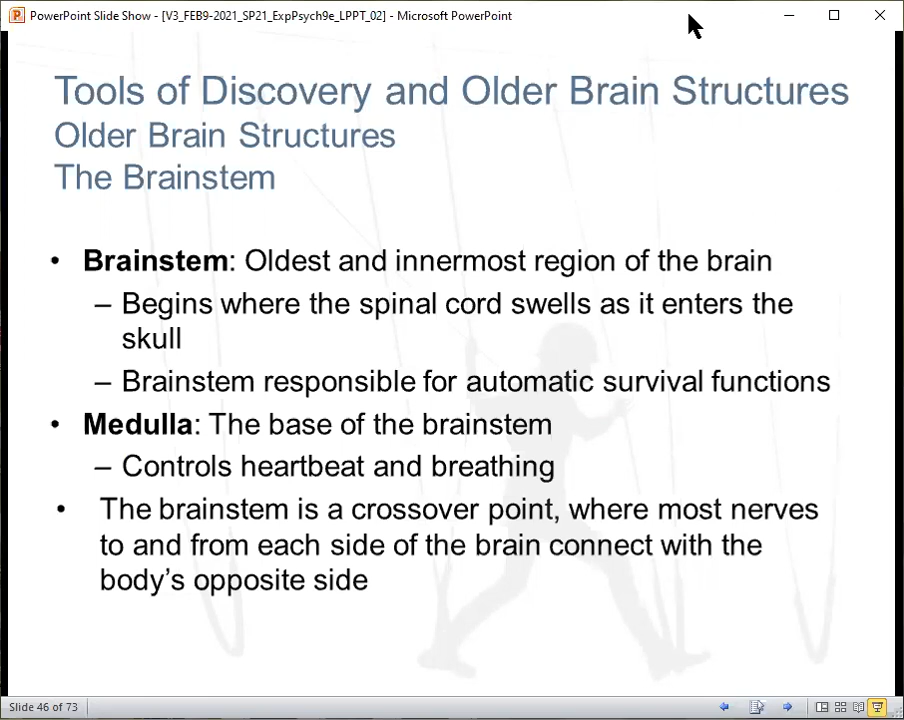 PowerPoint Slide Show - [V3_FEB9-2021_SP21_ExpPsych9e_LPPT_02] - Microsoft PowerPoint
Tools of Discovery and Older Brain Structures
Older Brain Structures
The Brainstem
• Brainstem: Oldest and innermost region of the brain
– Begins where the spinal cord swells as it enters the
skull
– Brainstem responsible for automatic survival functions
• Medulla: The base of the brainstem
– Controls heartbeat and breathing
• The brainstem is a crossover point, where most nerves
to and from each side of the brain connect with the
body’s opposite side
Slide 46 of 73